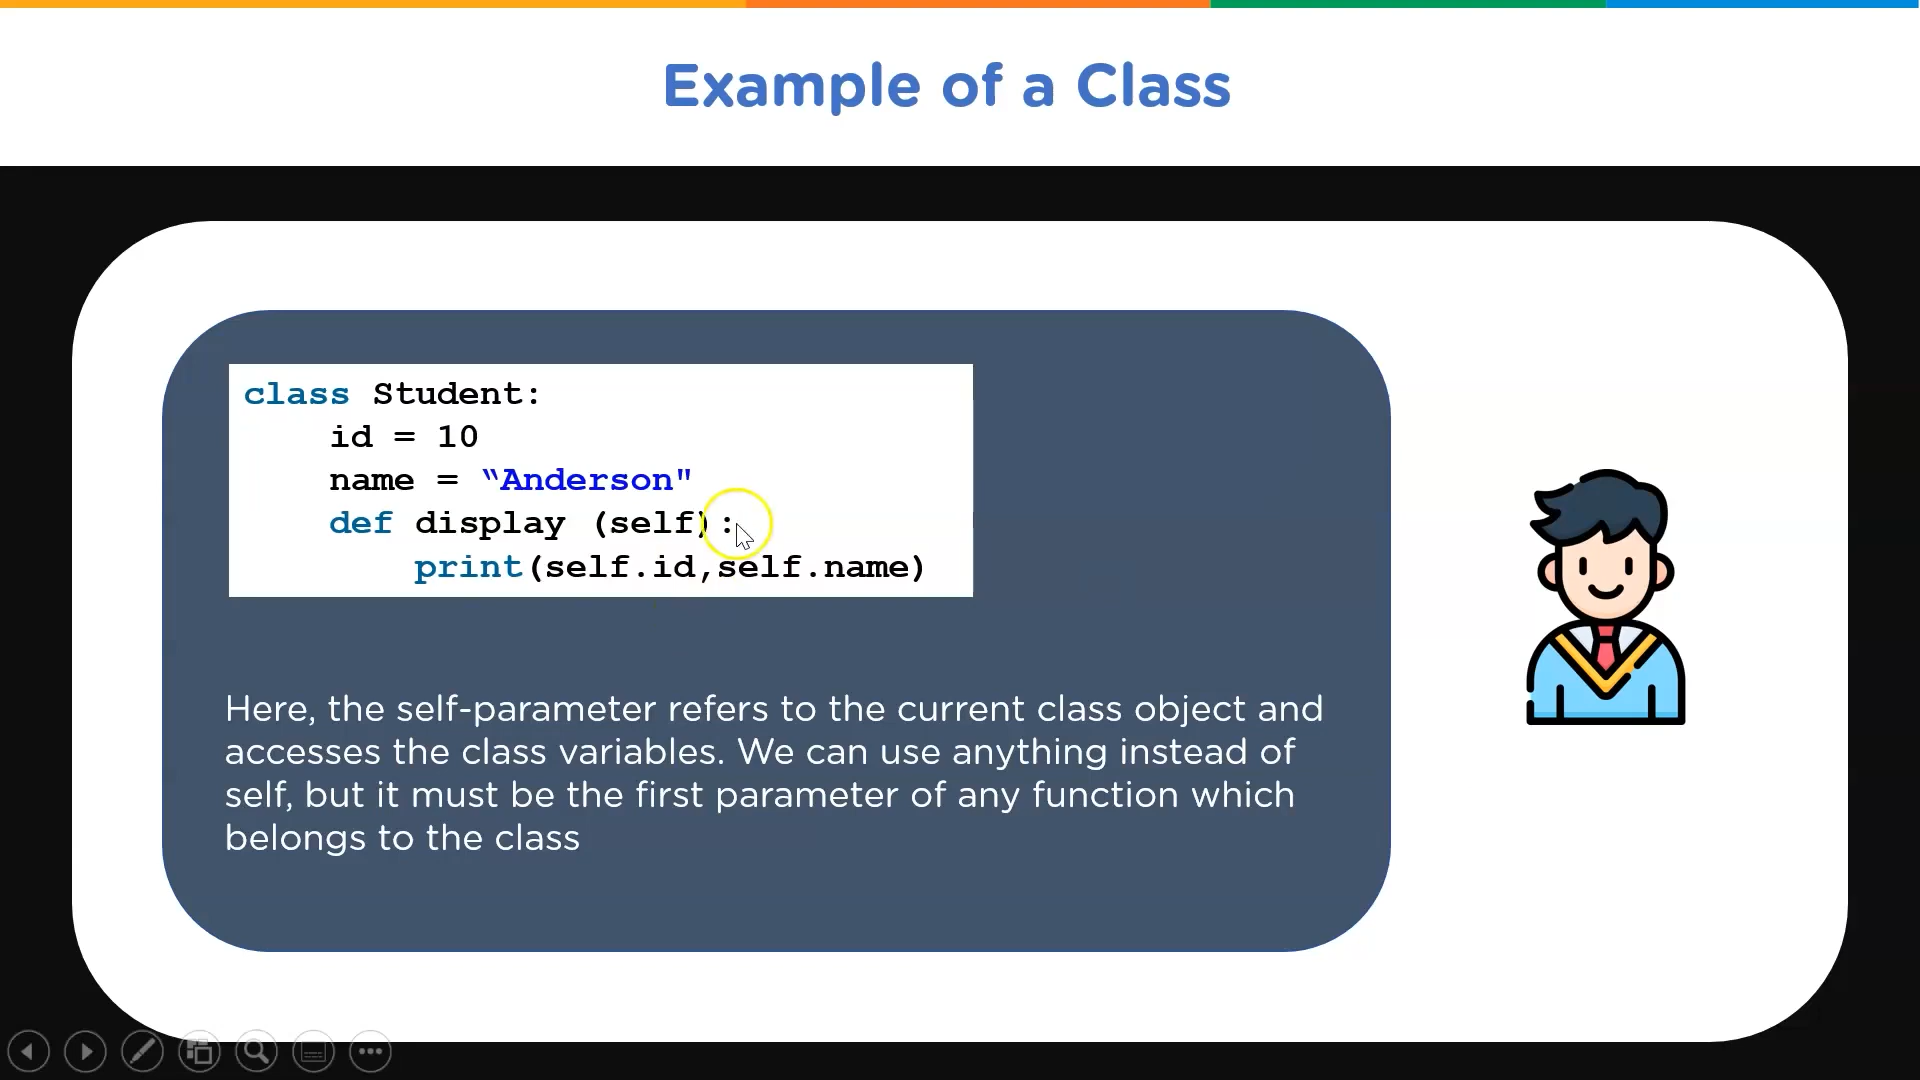 Example of a Class
class Student:
    id = 10
    name = “Anderson"
    def display (self):
        print(self.id,self.name)
Here, the self-parameter refers to the current class object and
accesses the class variables. We can use anything instead of
self, but it must be the first parameter of any function which
belongs to the class